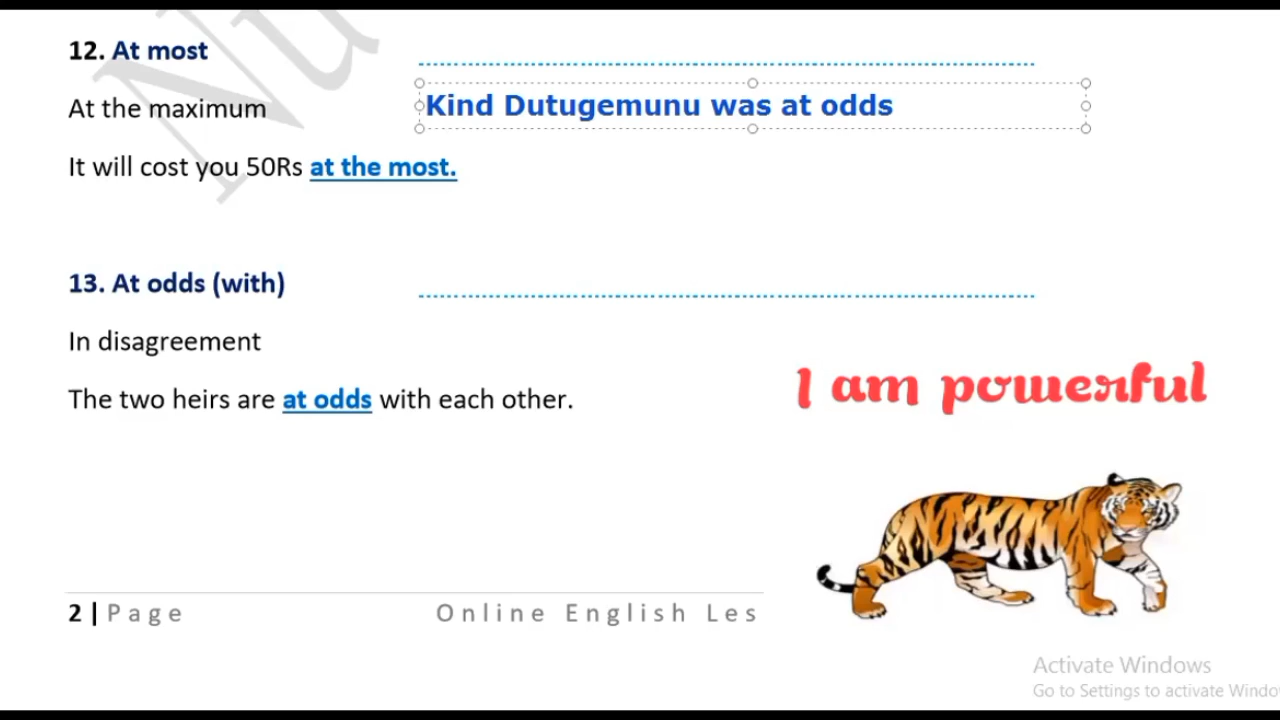 12. At most
At the maximum
Kind Dutugemunu was at odds
It will cost you 50Rs at the most.
13. At odds (with)
In disagreement
The two heirs are at odds with each other.
I am powerful
2 | Page
Online English Les
Activate Windows
Go to Settings to activate Windo
Nu